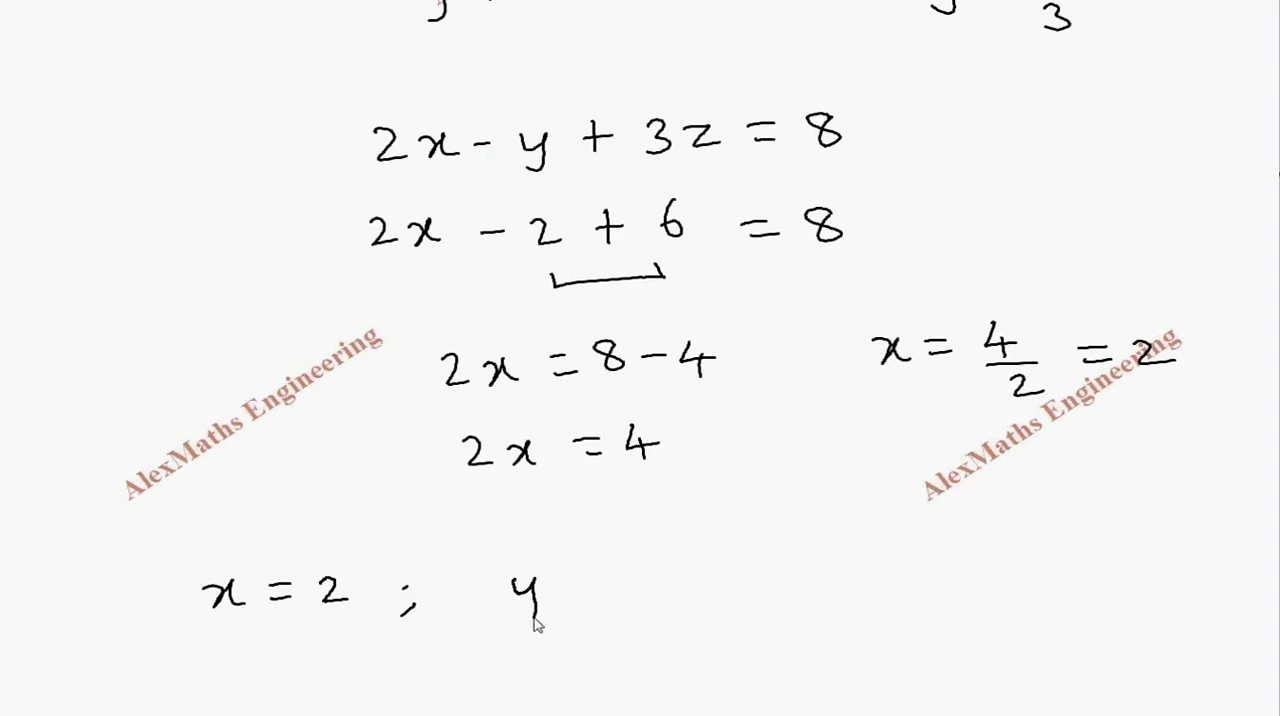 3
2x - y + 3z = 8
2x - 2 + 6 = 8
2x = 8 - 4
x = 4/2 = 2
2x = 4
AlexMaths Engineering
AlexMaths Engineering
x = 2 ; y